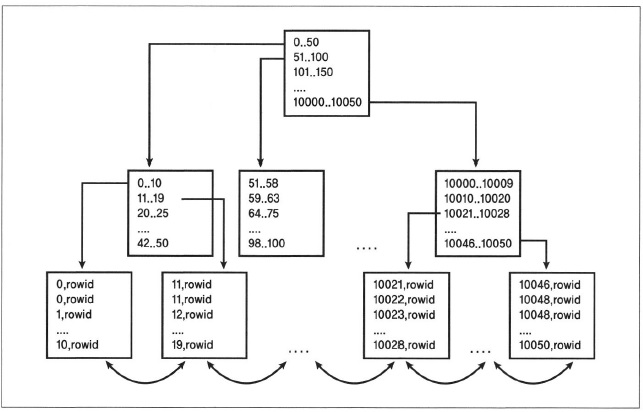 0..50
51..100
101..150
....
10000..10050
0..10
11..19
20..25
....
42..50
51..58
59..63
64..75
....
98..100
....
10000..10009
10010..10020
10021..10028
....
10046..10050
0,rowid
0,rowid
1,rowid
....
10,rowid
11,rowid
11,rowid
12,rowid
....
19,rowid
....
10021,rowid
10022,rowid
10023,rowid
....
10028,rowid
....
10046,rowid
10048,rowid
10048,rowid
....
10050,rowid